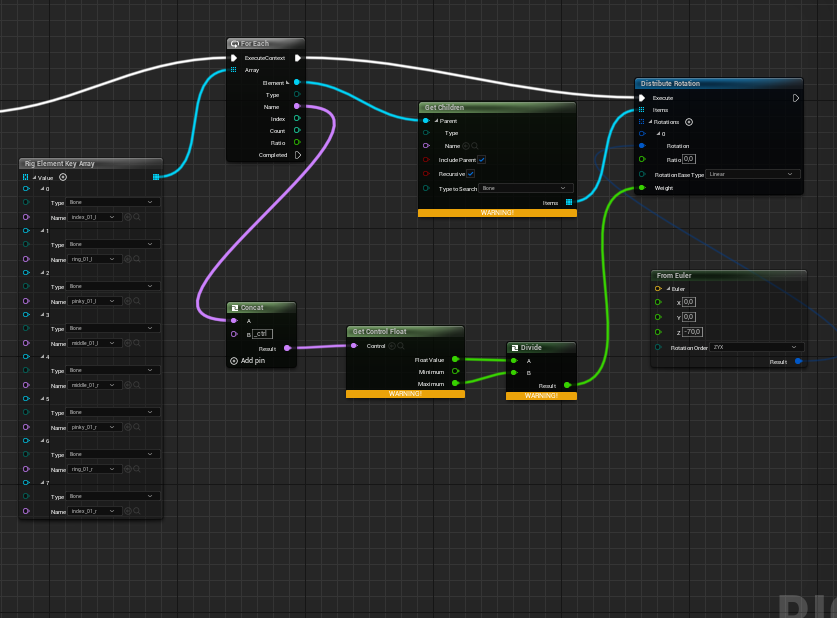 For Each
ExecuteContext
Array
Element
Type
Name
Index
Count
Ratio
Completed
Distribute Rotation
Execute
Items
Rotations
0
Rotation
Ratio 0,0
Rotation Ease Type Linear
Weight
Get Children
Parent
Type
Name
Include Parent
Recursive
Type to Search Bone
Items
WARNING!
Rig Element Key Array
Value
0
Type Bone
Name index_01_l
1
Type Bone
Name ring_01_l
2
Type Bone
Name pinky_01_l
3
Type Bone
Name middle_01_l
4
Type Bone
Name middle_01_r
5
Type Bone
Name pinky_01_r
6
Type Bone
Name ring_01_r
7
Type Bone
Name index_01_r
Concat
A
B _ctrl
Result
Add pin
Get Control Float
Control
Float Value
Minimum
Maximum
WARNING!
Divide
A
B
Result
WARNING!
From Euler
Euler
X 0,0
Y 0,0
Z -70,0
Rotation Order ZYX
Result